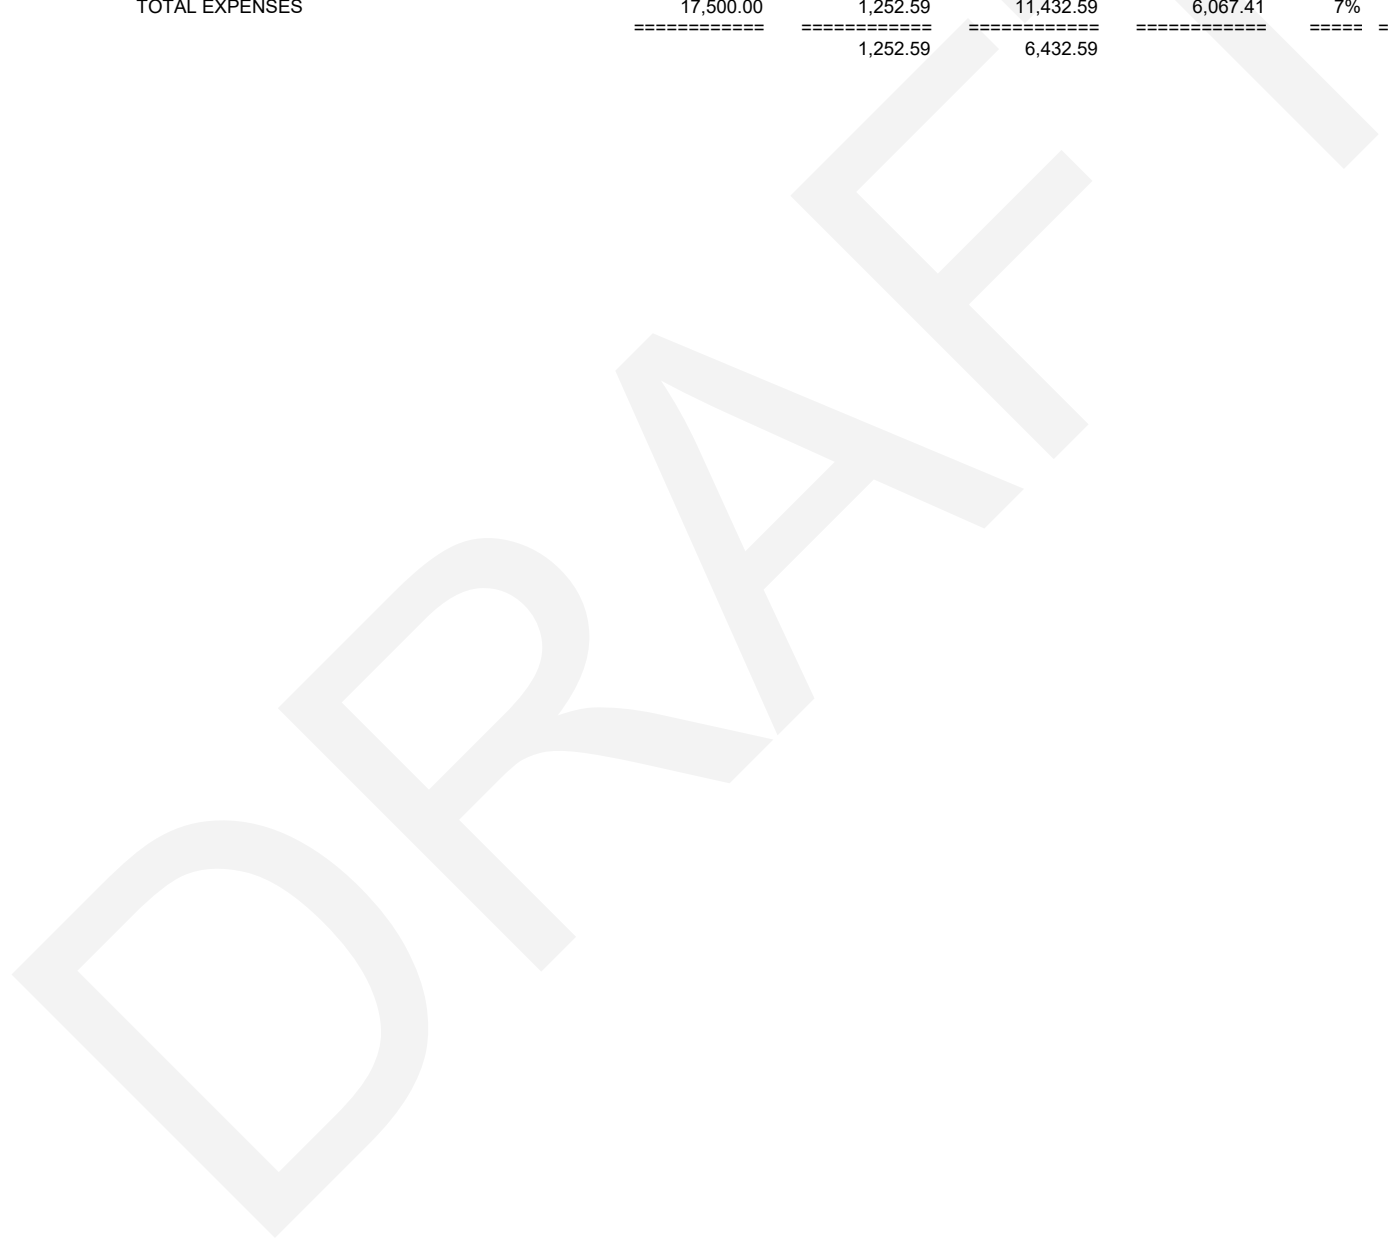 TOTAL EXPENSES 17,500.00 1,252.59 11,432.59 6,067.41 7%
============ ============ ============ ============ ===== =
1,252.59 6,432.59
DRAFT